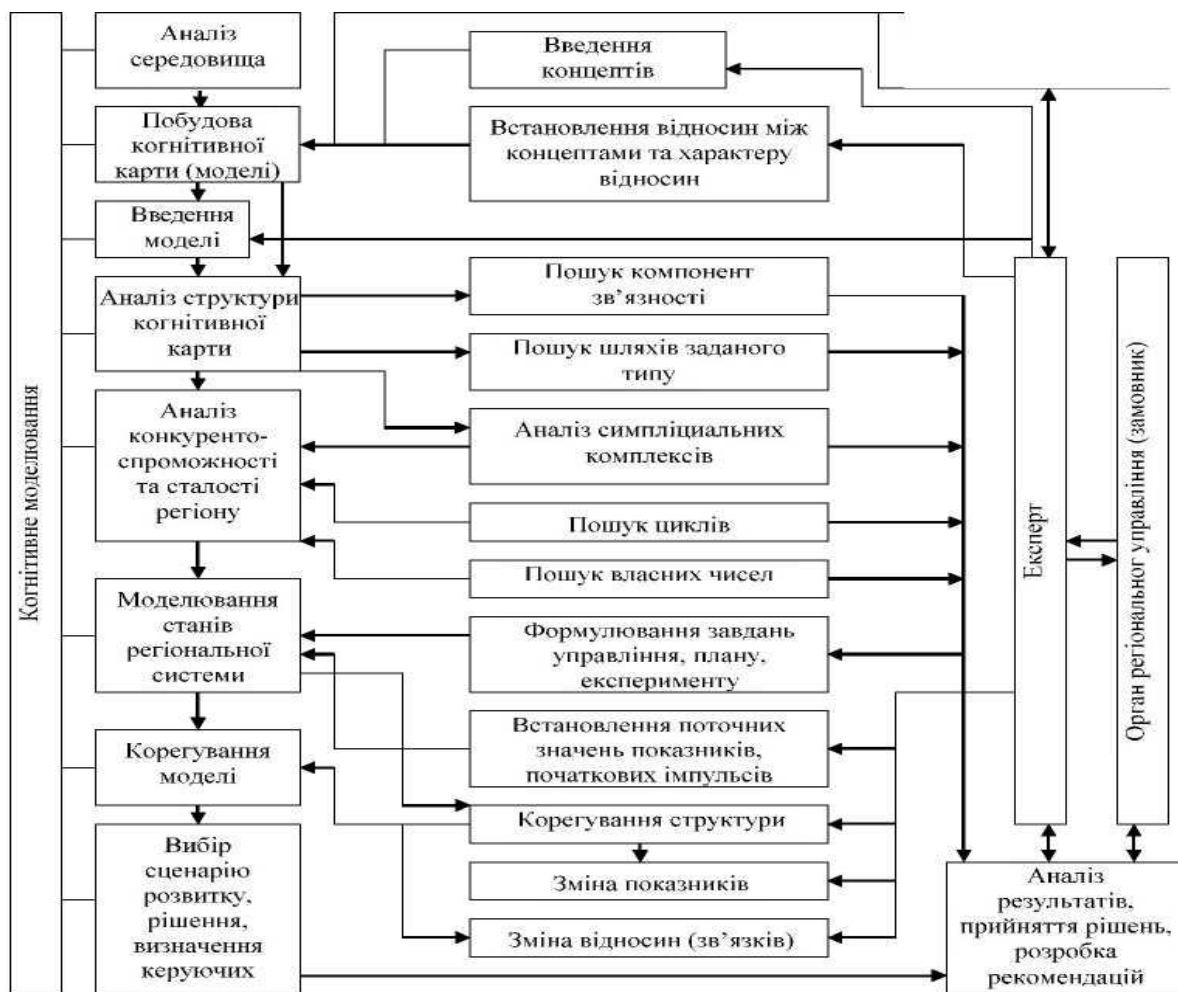 Когнітивне моделювання
Аналіз
середовища
Побудова
когнітивної
карти (моделі)
Введення
моделі
Аналіз структури
когнітивної
карти
Аналіз
конкуренто-
спроможності
та сталості
регіону
Моделювання
станів
регіональної
системи
Корегування
моделі
Вибір
сценарію
розвитку,
рішення,
визначення
керуючих
Введення
концептів
Встановлення відносин між
концептами та характеру
відносин
Пошук компонент
зв’язності
Пошук шляхів заданого
типу
Аналіз симпліциальних
комплексів
Пошук циклів
Пошук власних чисел
Формулювання завдань
управління, плану,
експерименту
Встановлення поточних
значень показників,
початкових імпульсів
Корегування структури
Зміна показників
Зміна відносин (зв’язків)
Експерт
Орган регіональног управління (замовник)
Аналіз
результатів,
прийняття рішень,
розробка
рекомендацій